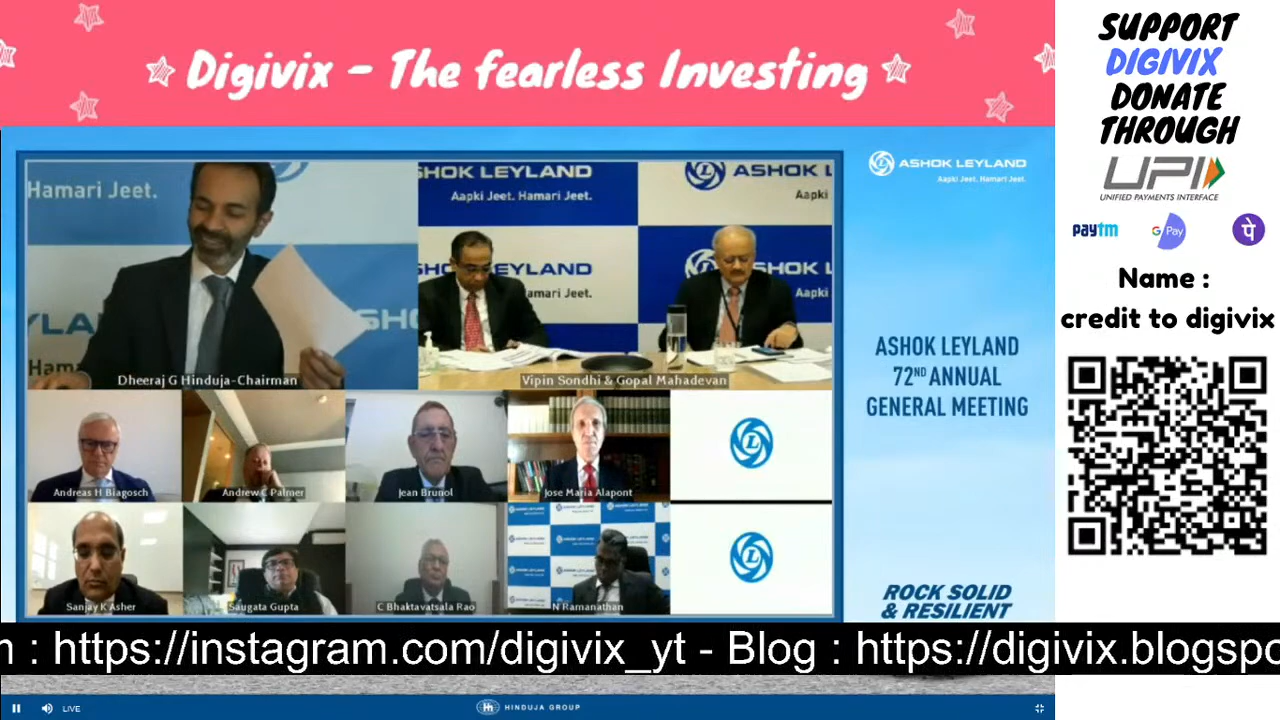 Digivix - The fearless Investing
SUPPORT
DIGIVIX
DONATE
THROUGH
UPI
UNIFIED PAYMENTS INTERFACE
paytm
G Pay
पे
Name :
credit to digivix
ASHOK LEYLAND
Aapki Jeet. Hamari Jeet.
ASHOK LEYLAND
72ND ANNUAL
GENERAL MEETING
ROCK SOLID
& RESILIENT
Hamari Jeet.
Dheeraj G Hinduja-Chairman
SHOK LEYLAND
Aapki Jeet. Hamari Jeet.
ASHOK L
Aapki
Vipin Sondhi & Gopal Mahadevan
Andreas H Biagosch
Andrew C Palmer
Jean Brunol
Jose Maria Alapont
Sanjay K Asher
Saugata Gupta
C Bhaktavatsala Rao
N Ramanathan
m : https://instagram.com/digivix_yt - Blog : https://digivix.blogspo
LIVE
HINDUJA GROUP